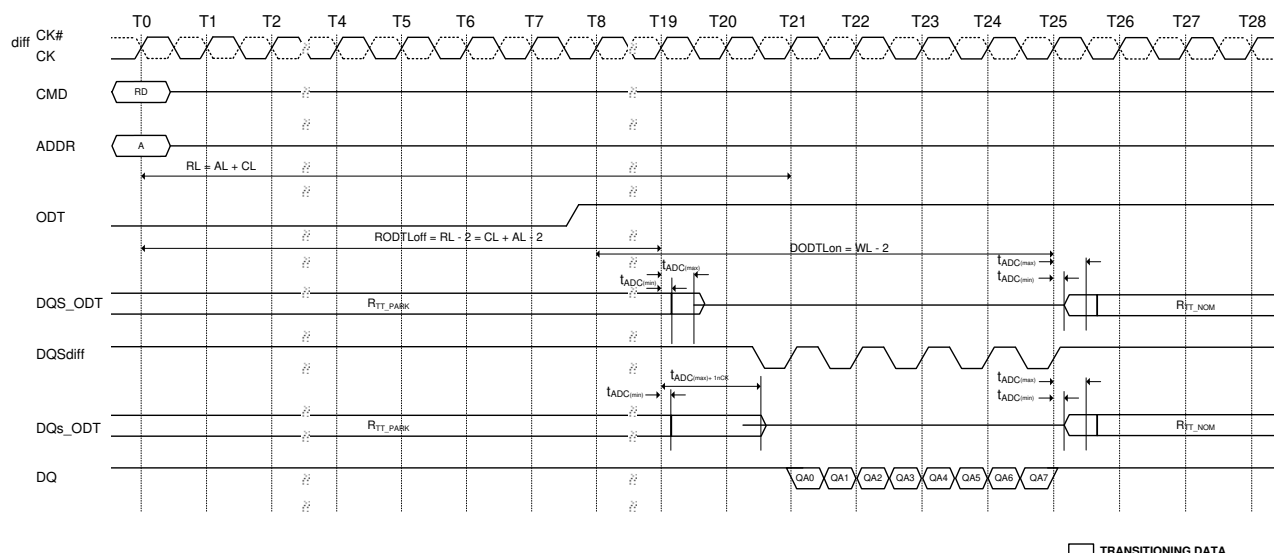 T0 T1 T2 T4 T5 T6 T7 T8 T19 T20 T21 T22 T23 T24 T25 T26 T27 T28
diff CK#
CK
CMD RD
ADDR A
RL = AL + CL
ODT
RODTLoff = RL - 2 = CL + AL - 2
DODTLon = WL - 2
tADC(max) tADC(max)
tADC(min) tADC(min)
DQS_ODT RTT_PARK RTT_NOM
DQSdiff
tADC(max)+ 1nCK tADC(max)
tADC(min) tADC(min)
DQs_ODT RTT_PARK RTT_NOM
DQ QA0 QA1 QA2 QA3 QA4 QA5 QA6 QA7
TRANSITIONING DATA